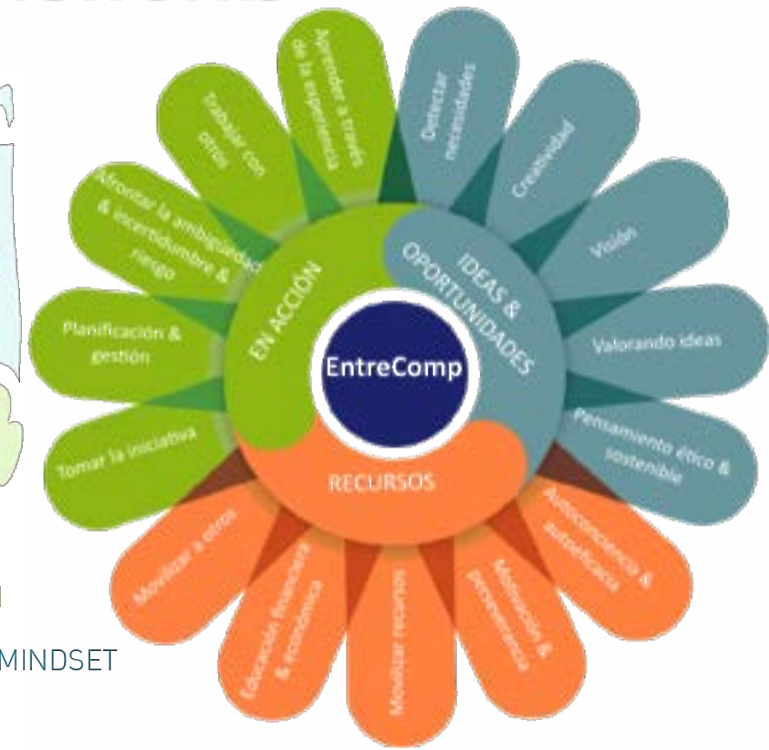 EntreComp
IDEAS &
OPORTUNIDADES
Detectar
necesidades
Creatividad
Visión
Valorando ideas
Pensamiento ético &
sostenible
RECURSOS
Autoconciencia &
autoeficacia
Motivación &
perseverancia
Movilizar recursos
Educación financiera
& económica
Movilizar a otros
EN ACCIÓN
Tomar la iniciativa
Planificación &
gestión
Afrontar la ambigüedad
& incertidumbre &
riesgo
Trabajar con
otros
Aprender a través
de la experiencia
MINDSET